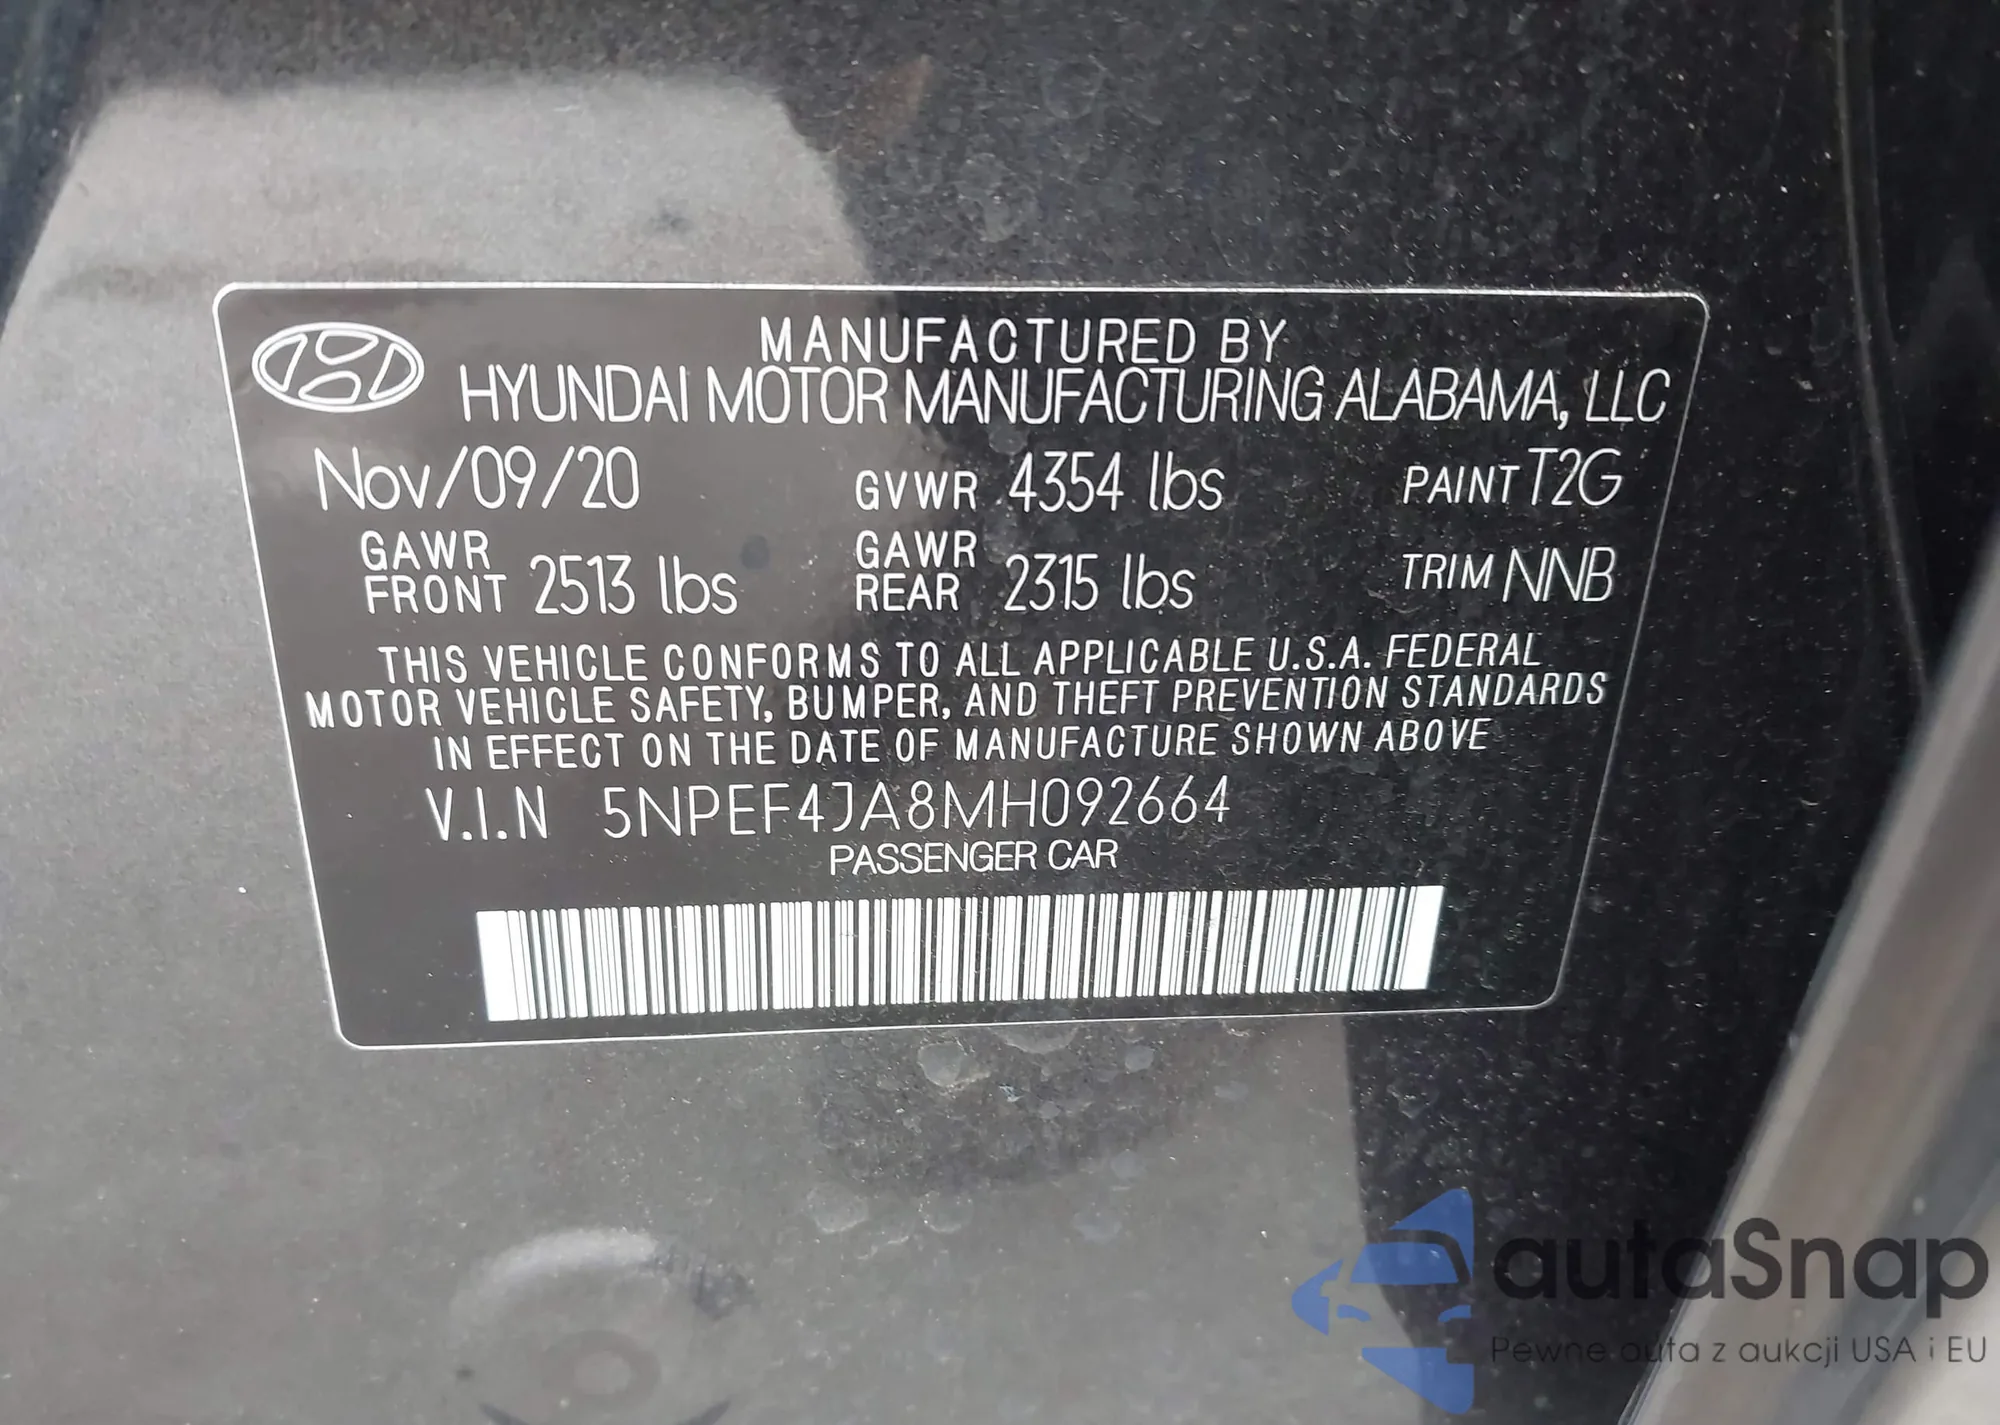 MANUFACTURED BY
HYUNDAI MOTOR MANUFACTURING ALABAMA, LLC
Nov/09/20 GVWR 4354 lbs PAINT T2G
GAWR FRONT 2513 lbs GAWR REAR 2315 lbs TRIM NNB
THIS VEHICLE CONFORMS TO ALL APPLICABLE U.S.A. FEDERAL
MOTOR VEHICLE SAFETY, BUMPER, AND THEFT PREVENTION STANDARDS
IN EFFECT ON THE DATE OF MANUFACTURE SHOWN ABOVE
V.I.N 5NPEF4JA8MH092664
PASSENGER CAR
autaSnap
Pewne auta z aukcji USA i EU